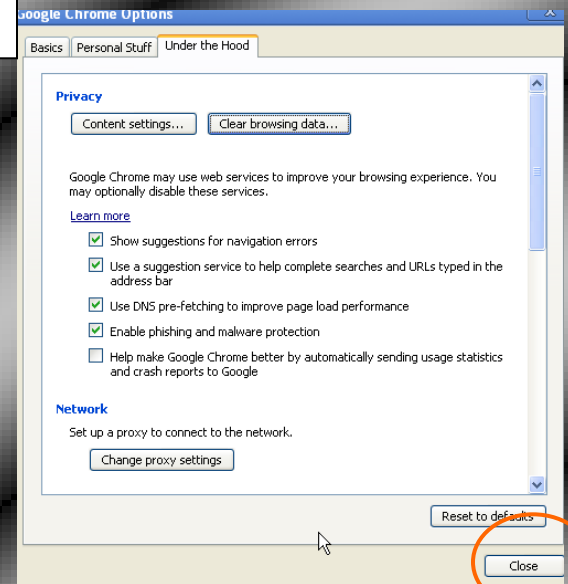 Google Chrome Options
Basics Personal Stuff Under the Hood
Privacy
Content settings... Clear browsing data...
Google Chrome may use web services to improve your browsing experience. You
may optionally disable these services.
Learn more
Show suggestions for navigation errors
Use a suggestion service to help complete searches and URLs typed in the
address bar
Use DNS pre-fetching to improve page load performance
Enable phishing and malware protection
Help make Google Chrome better by automatically sending usage statistics
and crash reports to Google
Network
Set up a proxy to connect to the network.
Change proxy settings
Reset to defaults
Close